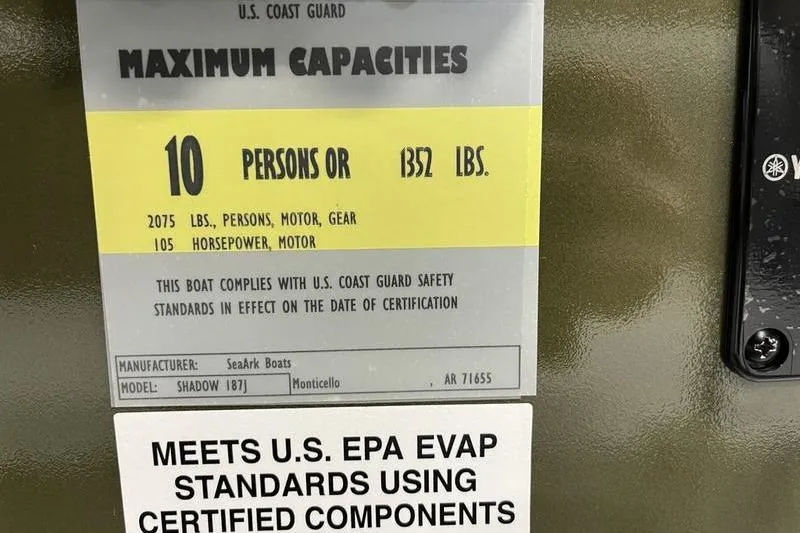 U.S. COAST GUARD
MAXIMUM CAPACITIES
10 PERSONS OR 1352 LBS.
2075 LBS., PERSONS, MOTOR, GEAR
105 HORSEPOWER, MOTOR
THIS BOAT COMPLIES WITH U.S. COAST GUARD SAFETY
STANDARDS IN EFFECT ON THE DATE OF CERTIFICATION
MANUFACTURER: SeaArk Boats
MODEL: SHADOW 187J Monticello , AR 71655
MEETS U.S. EPA EVAP
STANDARDS USING
CERTIFIED COMPONENTS